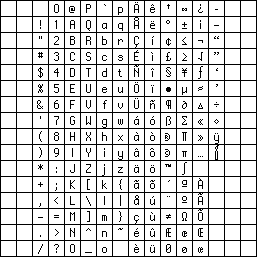 0 @ P ` p Ä ê † ∞ ¿ –
! 1 A Q a q Å ë ° ± ¡ —
" 2 B R b r Ç í ¢ ≤ ¬ “
# 3 C S c s É ì £ ≥ √ ”
$ 4 D T d t Ñ î § ¥ ƒ ‘
% 5 E U e u Ö ï • µ ≈ ’
& 6 F V f v Ü ñ ¶ ∂ ∆ ÷
' 7 G W g w á ó ß Σ « ◊
( 8 H X h x à ò ® π » ÿ
) 9 I Y i y â ô © π …
* : J Z j z ä ö ™ ∫
+ ; K [ k { ã õ ´ ª À
, < L \ l | å ú ¨ º Ã
- = M ] m } ç ù ≠ Ω Õ
. > N ^ n ~ é û Æ æ Œ
/ ? O _ o è ü Ø ø œ